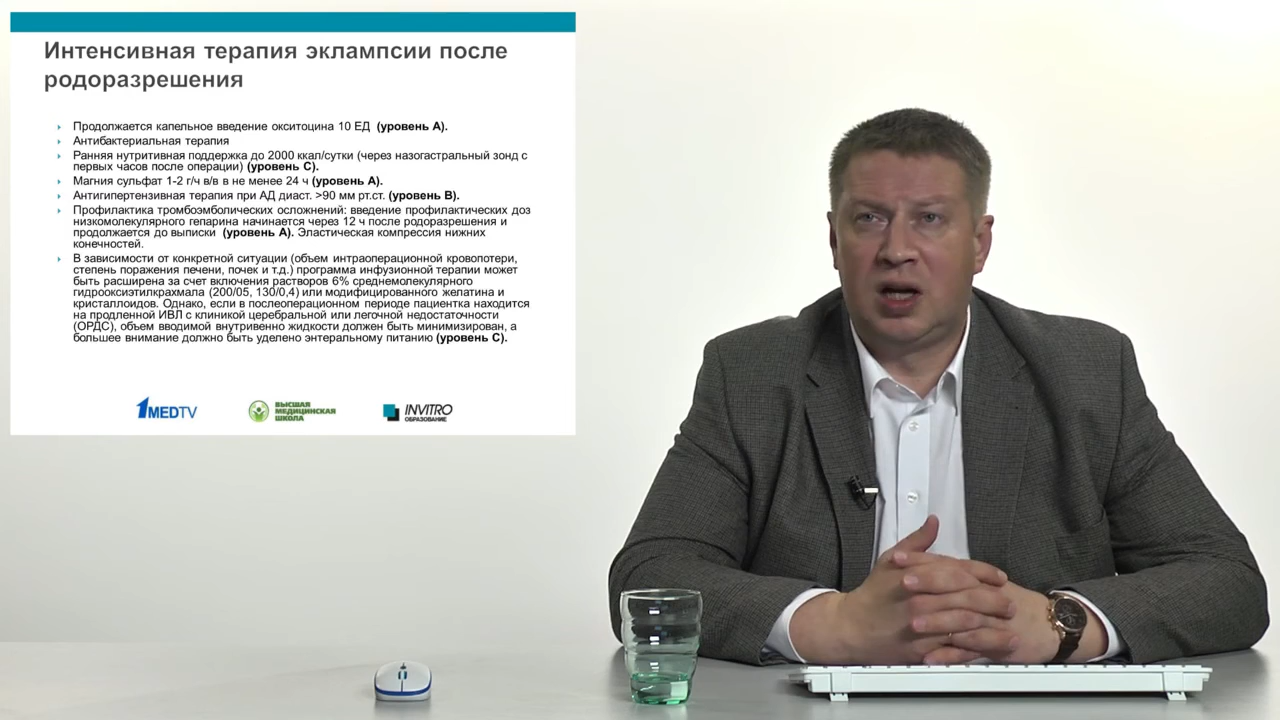 Интенсивная терапия эклампсии после
родоразрешения
Продолжается капельное введение окситоцина 10 ЕД (уровень А).
Антибактериальная терапия
Ранняя нутритивная поддержка до 2000 ккал/сутки (через назогастральный зонд с
первых часов после операции) (уровень С).
Магния сульфат 1-2 г/ч в/в в не менее 24 ч (уровень А).
Антигипертензивная терапия при АД диаст. >90 мм рт.ст. (уровень В).
Профилактика тромбоэмболических осложнений: введение профилактических доз
низкомолекулярного гепарина начинается через 12 ч после родоразрешения и
продолжается до выписки (уровень А). Эластическая компрессия нижних
конечностей.
В зависимости от конкретной ситуации (объем интраоперационной кровопотери,
степень поражения печени, почек и т.д.) программа инфузионной терапии может
быть расширена за счет включения растворов 6% среднемолекулярного
гидрооксиэтилкрахмала (200/05, 130/0,4) или модифицированного желатина и
кристаллоидов. Однако, если в послеоперационном периоде пациентка находится
на продленной ИВЛ с клиникой церебральной или легочной недостаточности
(ОРДС), объем вводимой внутривенно жидкости должен быть минимизирован, а
большее внимание должно быть уделено энтеральному питанию (уровень С).
1MEDTV
ВЫСШАЯ
МЕДИЦИНСКАЯ
ШКОЛА
INVITRO
ОБРАЗОВАНИЕ